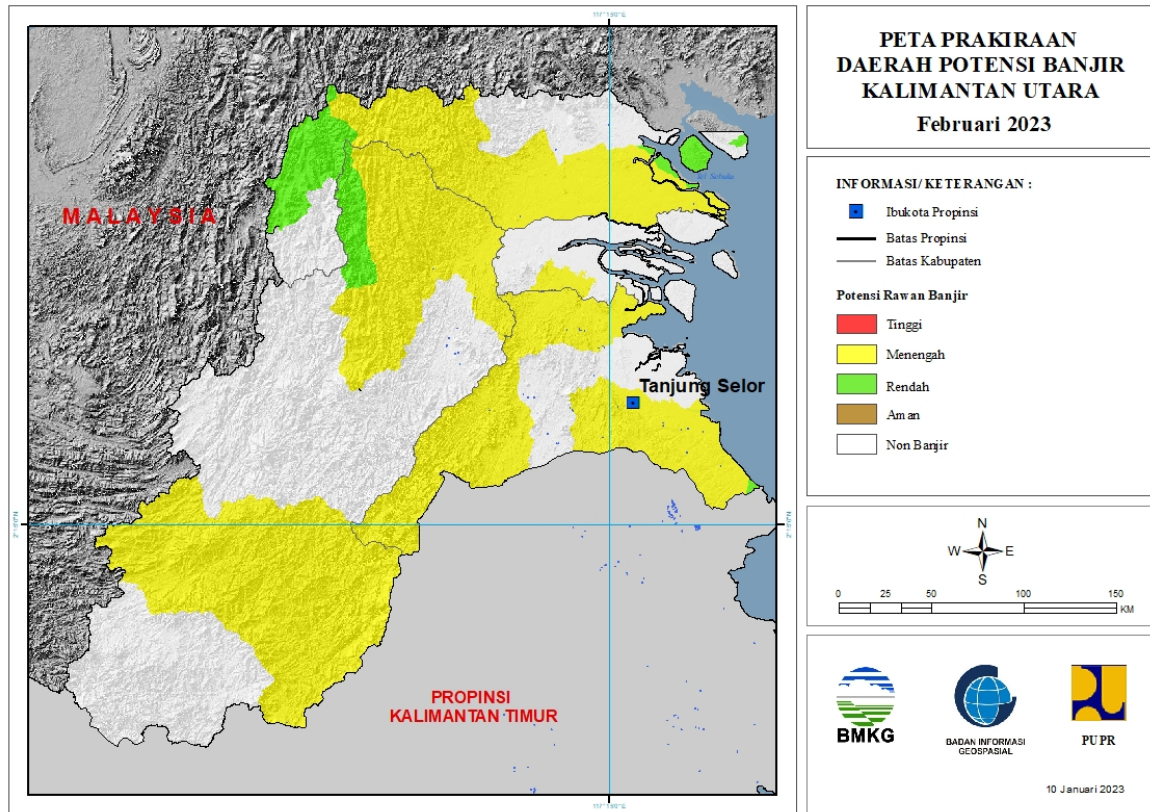 PETA PRAKIRAAN
DAERAH POTENSI BANJIR
KALIMANTAN UTARA
Februari 2023
INFORMASI/ KETERANGAN :
Ibukota Propinsi
Batas Propinsi
Batas Kabupaten
Potensi Rawan Banjir
Tinggi
Menengah
Rendah
Aman
Non Banjir
N
W E
S
0 25 50 100 150
KM
BMKG
BADAN INFORMASI
GEOSPASIAL
PUPR
10 Januari 2023
MALAYSIA
Tanjung Selor
PROPINSI
KALIMANTAN TIMUR